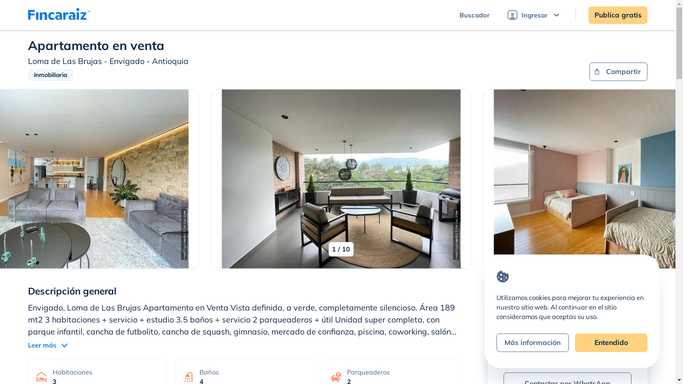 Fincaraiz
Buscador
Ingresar
Publica gratis
Apartamento en venta
Loma de Las Brujas - Envigado - Antioquia
Inmobiliaria
Compartir
1 / 10
Descripción general
Envigado, Loma de Las Brujas Apartamento en Venta Vista definida, a verde, completamente silencioso. Área 189
mt2 3 habitaciones + servicio + estudio 3.5 baños + servicio 2 parqueaderos + útil Unidad super completa, con
parque infantil, cancha de futbolito, cancha de squash, gimnasio, mercado de confianza, piscina, coworking, salón...
Leer más
Habitaciones
3
Baños
4
Parqueaderos
2
Utilizamos cookies para mejorar tu experiencia en
nuestro sitio web. Al continuar en el sitio
consideramos que aceptas su uso.
Más información
Entendido
Contactar por WhatsApp